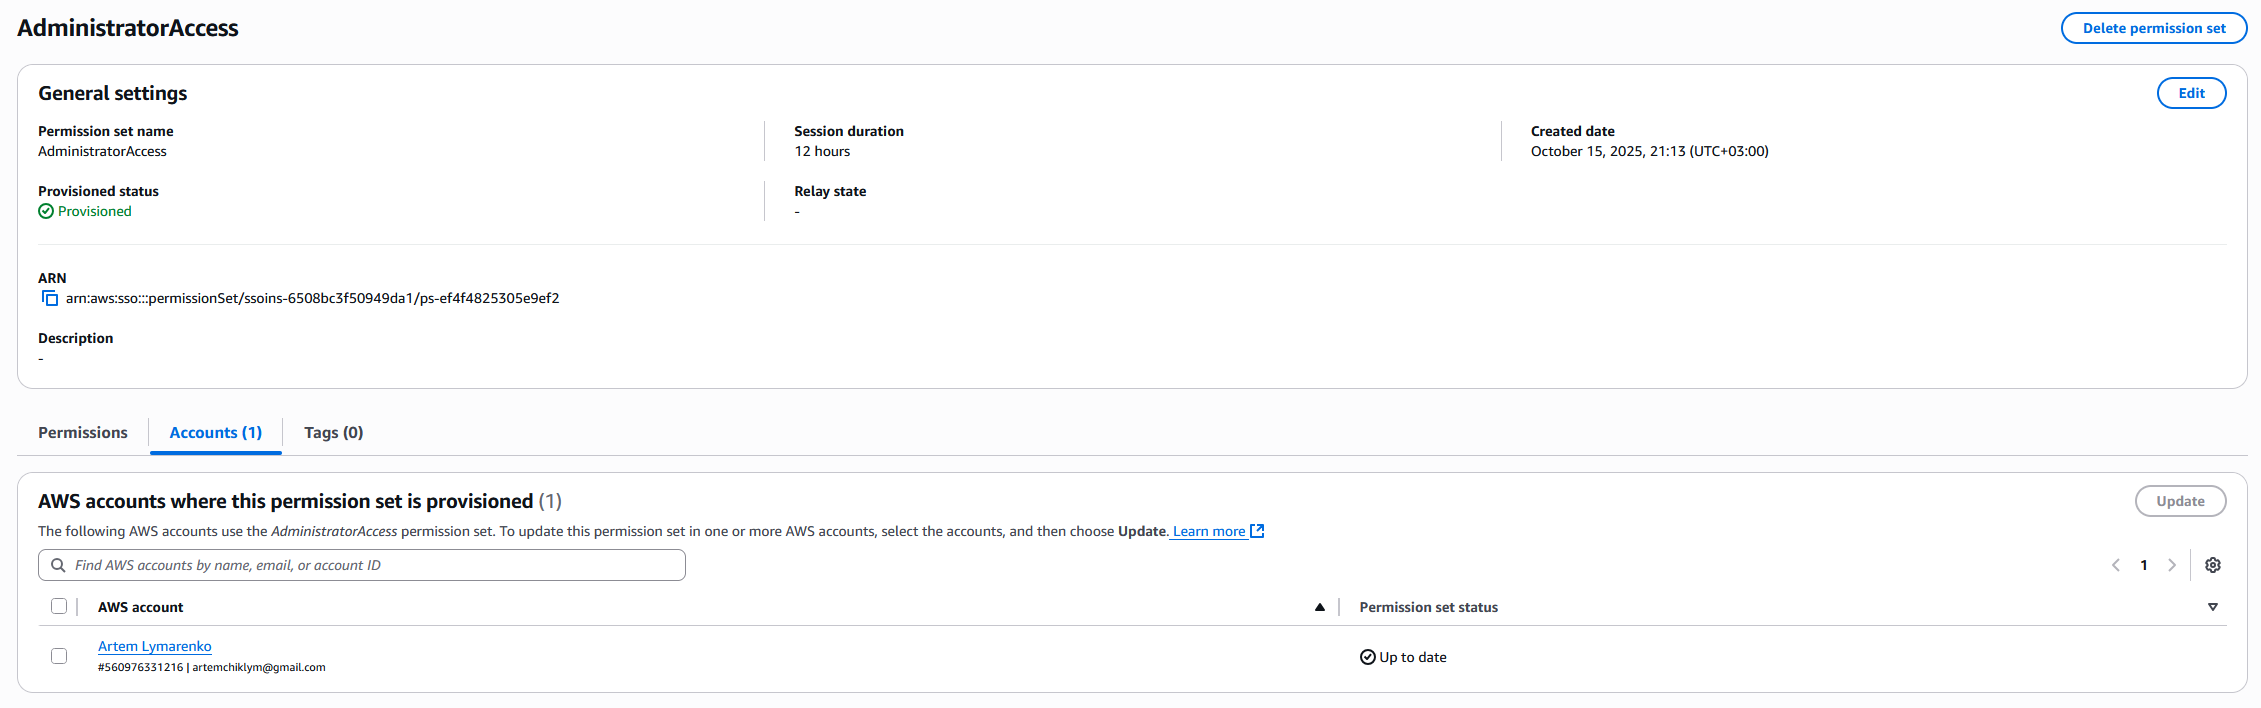 AdministratorAccess
Delete permission set
General settings
Edit
Permission set name
AdministratorAccess
Session duration
12 hours
Created date
October 15, 2025, 21:13 (UTC+03:00)
Provisioned status
Provisioned
Relay state
-
ARN
arn:aws:sso:::permissionSet/ssoins-6508bc3f50949da1/ps-ef4f4825305e9ef2
Description
-
Permissions
Accounts (1)
Tags (0)
AWS accounts where this permission set is provisioned (1)
Update
The following AWS accounts use the AdministratorAccess permission set. To update this permission set in one or more AWS accounts, select the accounts, and then choose Update. Learn more
Find AWS accounts by name, email, or account ID
1
AWS account
Permission set status
Artem Lymarenko
#560976331216 | artemchiklym@gmail.com
Up to date